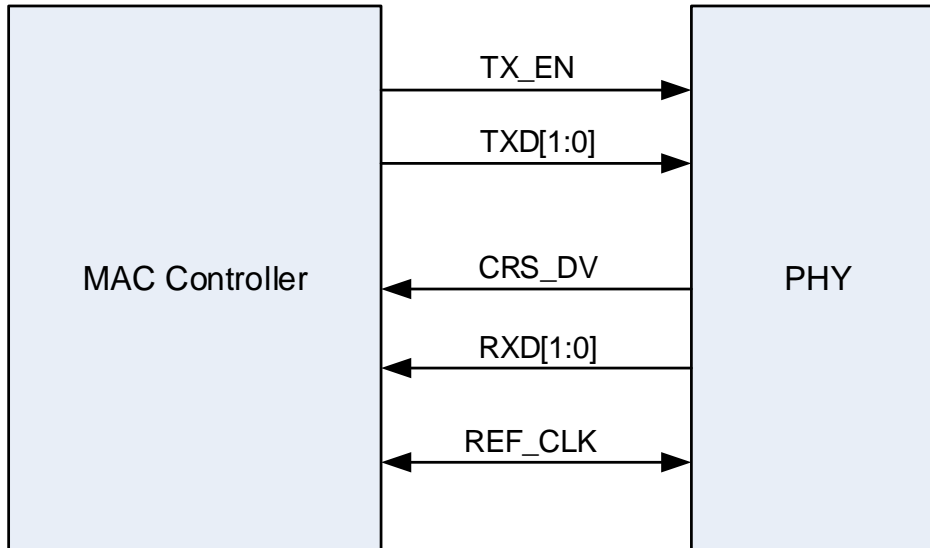 TX_EN
TXD[1:0]
MAC Controller
CRS_DV
PHY
RXD[1:0]
REF_CLK